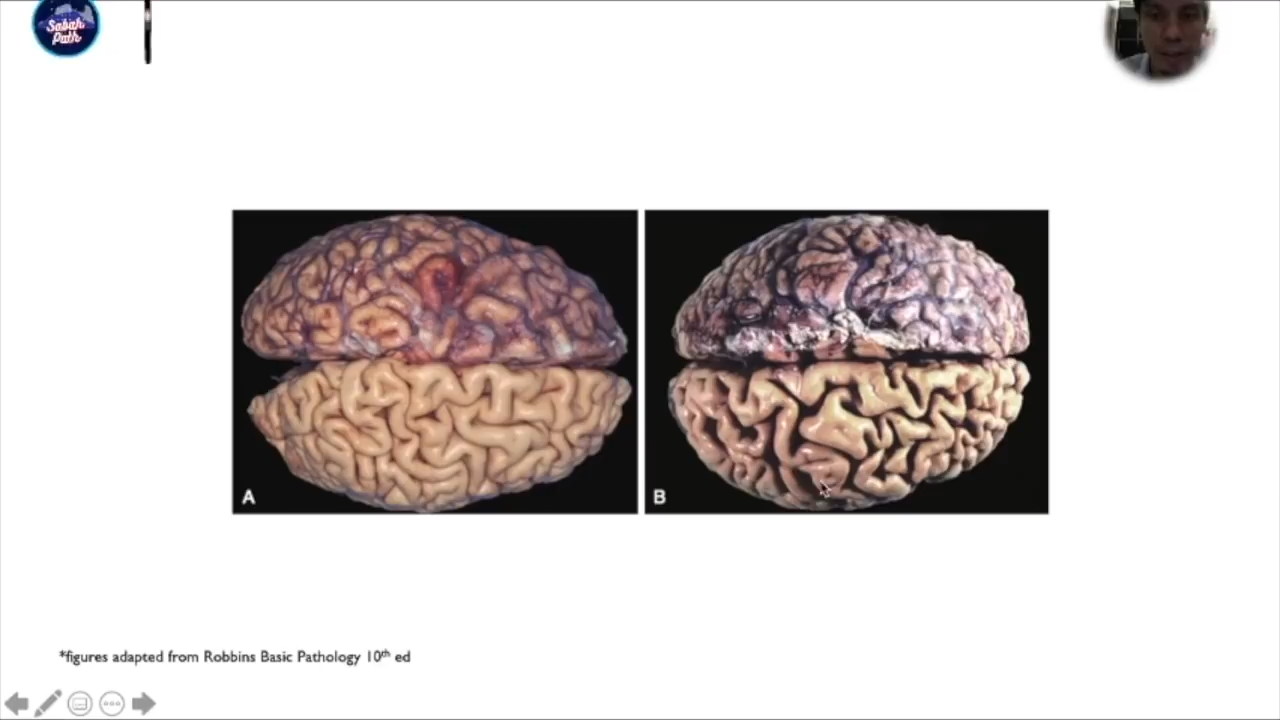 Sabah
Path
A
B
*figures adapted from Robbins Basic Pathology 10th ed